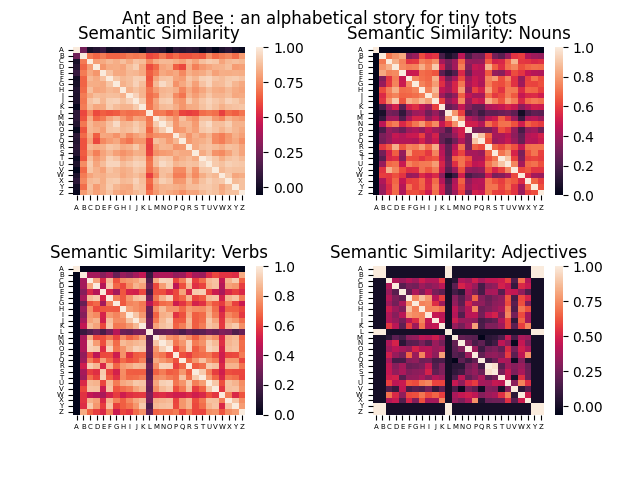 Ant and Bee : an alphabetical story for tiny tots
Semantic Similarity
A
B
C
D
E
F
G
H
I
J
K
L
M
N
O
P
Q
R
S
T
U
V
W
X
Y
Z
A B C D E F G H I J K L M N O P Q R S T U V W X Y Z
1.00
0.75
0.50
0.25
0.00
Semantic Similarity: Nouns
A
B
C
D
E
F
G
H
I
J
K
L
M
N
O
P
Q
R
S
T
U
V
W
X
Y
Z
A B C D E F G H I J K L M N O P Q R S T U V W X Y Z
1.0
0.8
0.6
0.4
0.2
0.0
Semantic Similarity: Verbs
A
B
C
D
E
F
G
H
I
J
K
L
M
N
O
P
Q
R
S
T
U
V
W
X
Y
Z
A B C D E F G H I J K L M N O P Q R S T U V W X Y Z
1.0
0.8
0.6
0.4
0.2
0.0
Semantic Similarity: Adjectives
A
B
C
D
E
F
G
H
I
J
K
L
M
N
O
P
Q
R
S
T
U
V
W
X
Y
Z
A B C D E F G H I J K L M N O P Q R S T U V W X Y Z
1.00
0.75
0.50
0.25
0.00